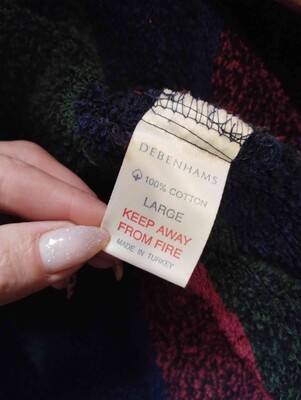 DEBENHAMS
100% COTTON
LARGE
KEEP AWAY
FROM FIRE
MADE IN TURKEY